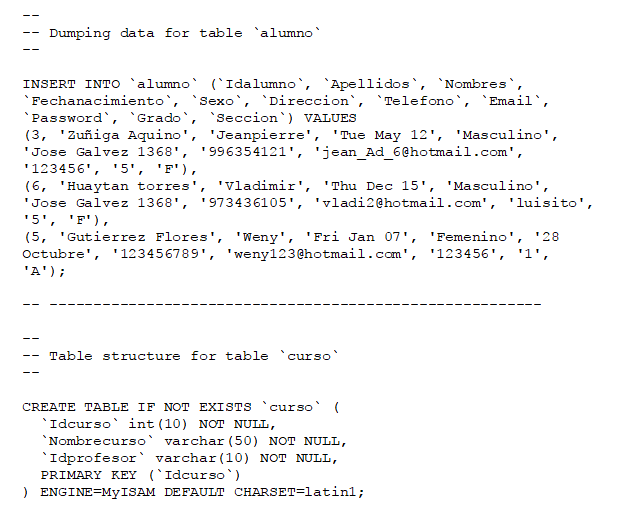 --
-- Dumping data for table `alumno`
--
INSERT INTO `alumno` (`Idalumno`, `Apellidos`, `Nombres`,
`Fechanacimiento`, `Sexo`, `Direccion`, `Telefono`, `Email`,
`Password`, `Grado`, `Seccion`) VALUES
(3, 'Zuñiga Aquino', 'Jeanpierre', 'Tue May 12', 'Masculino',
'Jose Galvez 1368', '996354121', 'jean_Ad_6@hotmail.com',
'123456', '5', 'F'),
(6, 'Huaytan torres', 'Vladimir', 'Thu Dec 15', 'Masculino',
'Jose Galvez 1368', '973436105', 'vladi2@hotmail.com', 'luisito',
'5', 'F'),
(5, 'Gutierrez Flores', 'Weny', 'Fri Jan 07', 'Femenino', '28
Octubre', '123456789', 'weny123@hotmail.com', '123456', '1',
'A');
-- --------------------------------------------------------
--
-- Table structure for table `curso`
--
CREATE TABLE IF NOT EXISTS `curso` (
`Idcurso` int(10) NOT NULL,
`Nombrecurso` varchar(50) NOT NULL,
`Idprofesor` varchar(10) NOT NULL,
PRIMARY KEY (`Idcurso`)
) ENGINE=MyISAM DEFAULT CHARSET=latin1;